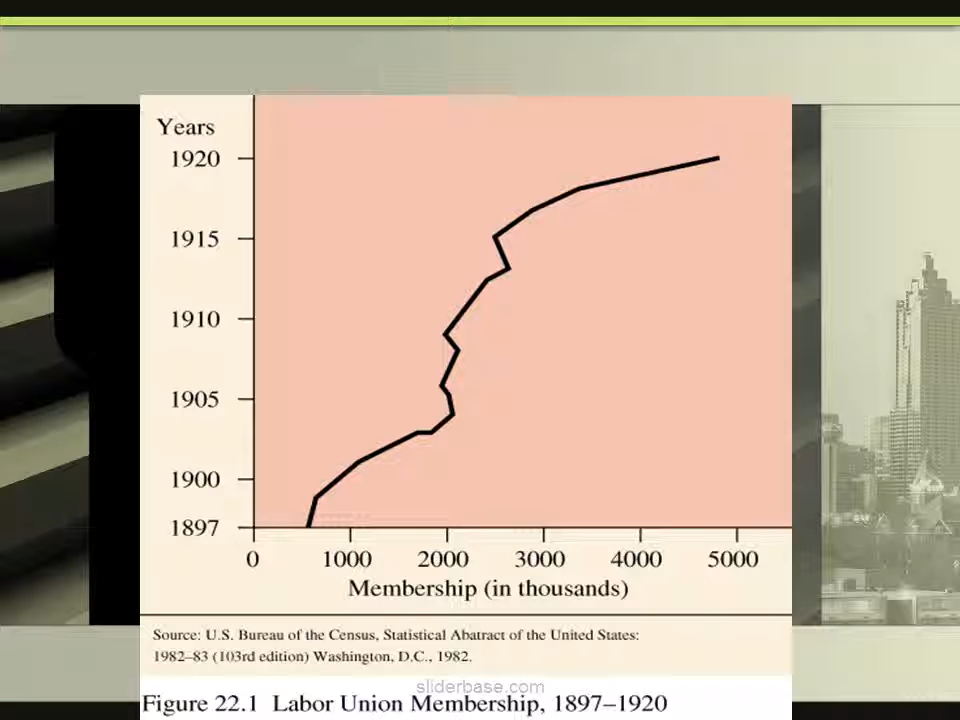 Years
1920
1915
1910
1905
1900
1897
0 1000 2000 3000 4000 5000
Membership (in thousands)
Source: U.S. Bureau of the Census, Statistical Abatract of the United States:
1982–83 (103rd edition) Washington, D.C., 1982.
sliderbase.com
Figure 22.1 Labor Union Membership, 1897–1920